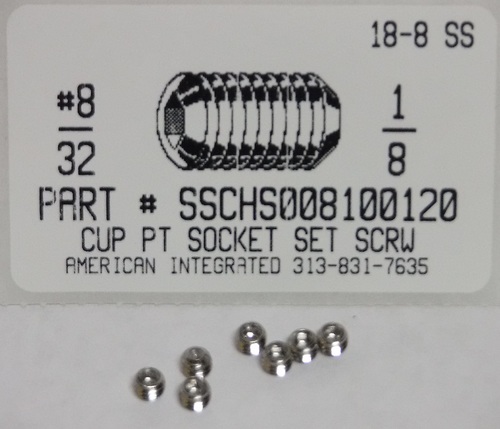 18-8 SS
#8
32
1
8
PART # SSCHS008100120
CUP PT SOCKET SET SCRW
AMERICAN INTEGRATED 313-831-7635